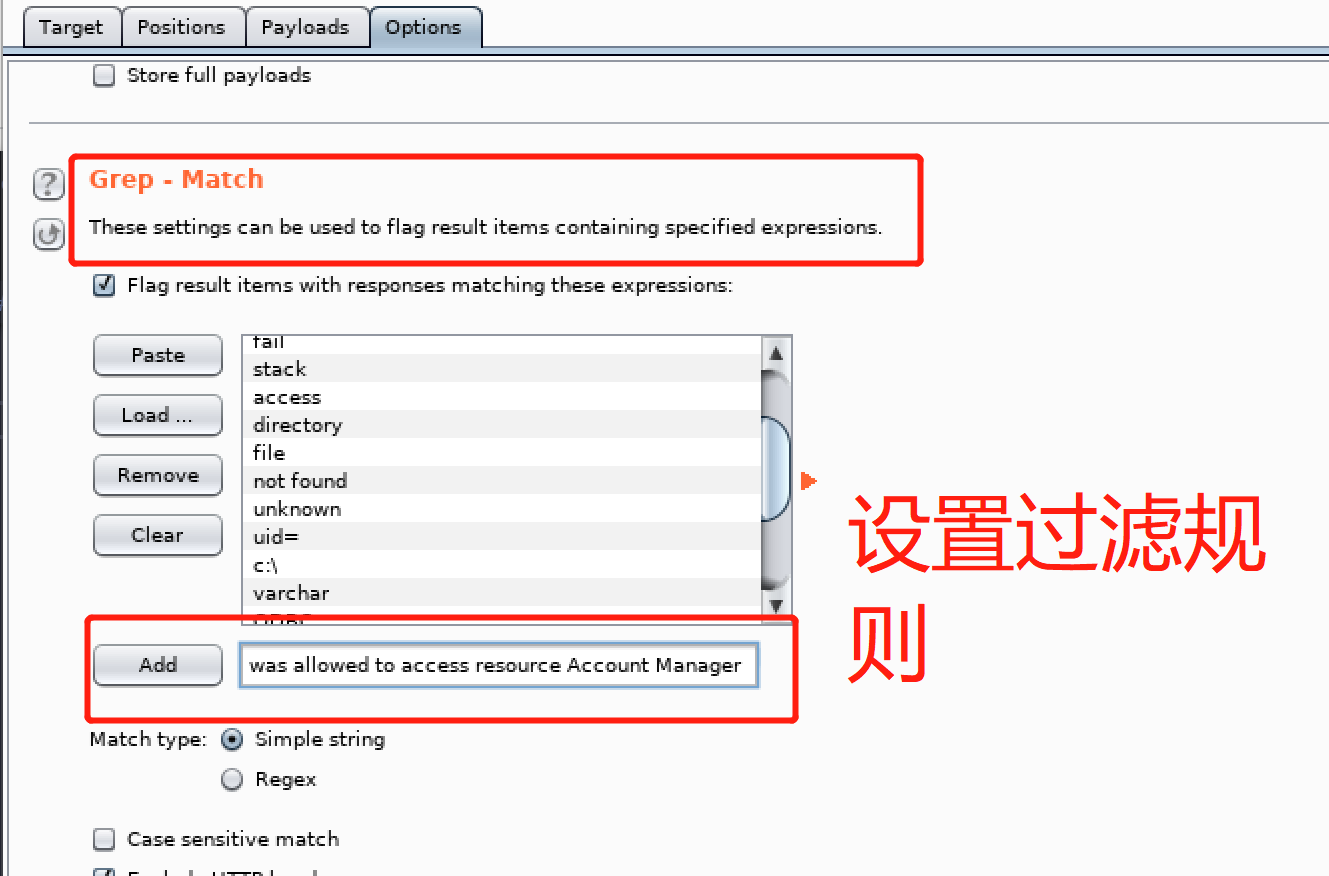 Target Positions Payloads Options
Store full payloads
Grep - Match
These settings can be used to flag result items containing specified expressions.
Flag result items with responses matching these expressions:
Paste
Load ...
Remove
Clear
fail
stack
access
directory
file
not found
unknown
uid=
c:\
varchar
设置过滤规
则
Add was allowed to access resource Account Manager
Match type: Simple string
Regex
Case sensitive match